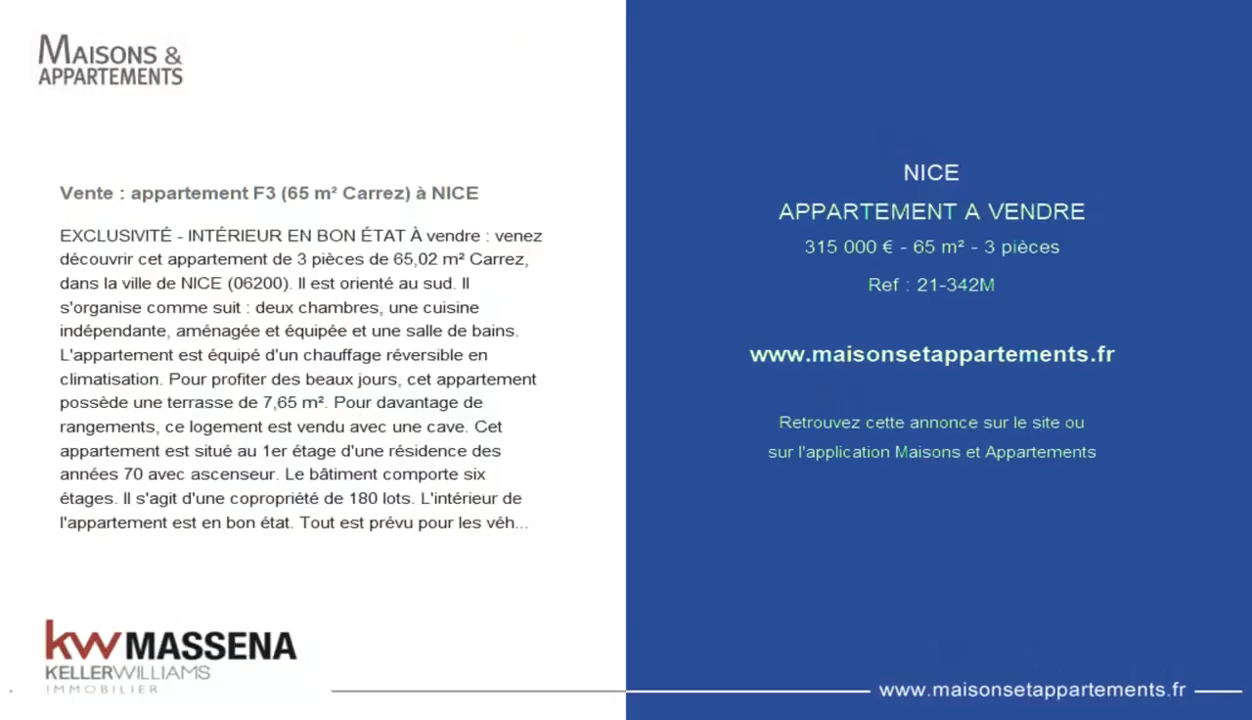 MAISONS &
APPARTEMENTS
Vente : appartement F3 (65 m² Carrez) à NICE
EXCLUSIVITÉ - INTÉRIEUR EN BON ÉTAT À vendre : venez
découvrir cet appartement de 3 pièces de 65,02 m² Carrez,
dans la ville de NICE (06200). Il est orienté au sud. Il
s'organise comme suit : deux chambres, une cuisine
indépendante, aménagée et équipée et une salle de bains.
L'appartement est équipé d'un chauffage réversible en
climatisation. Pour profiter des beaux jours, cet appartement
possède une terrasse de 7,65 m². Pour davantage de
rangements, ce logement est vendu avec une cave. Cet
appartement est situé au 1er étage d'une résidence des
années 70 avec ascenseur. Le bâtiment comporte six
étages. Il s'agit d'une copropriété de 180 lots. L'intérieur de
l'appartement est en bon état. Tout est prévu pour les véh...
kw MASSENA
KELLERWILLIAMS
IMMOBILIER
NICE
APPARTEMENT A VENDRE
315 000 € - 65 m² - 3 pièces
Ref : 21-342M
www.maisonsetappartements.fr
Retrouvez cette annonce sur le site ou
sur l'application Maisons et Appartements
www.maisonsetappartements.fr